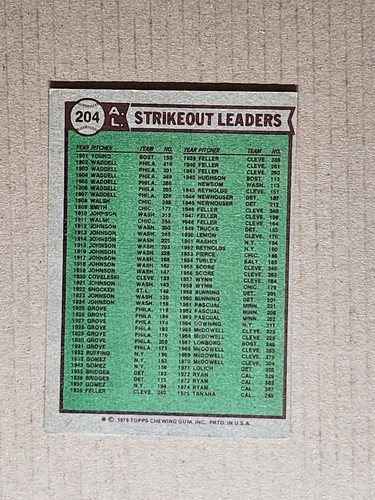 204 A.L. STRIKEOUT LEADERS
YEAR PITCHER TEAM NO.
1901 YOUNG BOST. 159
1902 WADDELL PHILA. 210
1903 WADDELL PHILA. 301
1904 WADDELL PHILA. 349
1905 WADDELL PHILA. 286
1906 WADDELL PHILA. 203
1907 WADDELL PHILA. 226
1908 WALSH CHIC. 269
1909 SMITH CHIC. 177
1910 JOHNSON WASH. 313
1911 WALSH CHIC. 255
1912 JOHNSON WASH. 303
1913 JOHNSON WASH. 243
1914 JOHNSON WASH. 225
1915 JOHNSON WASH. 203
1916 JOHNSON WASH. 228
1917 JOHNSON WASH. 188
1918 JOHNSON WASH. 162
1919 JOHNSON WASH. 147
1920 COVELESKI CLEVE. 133
1921 JOHNSON WASH. 143
1922 SHOCKER ST.L. 149
1923 JOHNSON WASH. 130
1924 JOHNSON WASH. 158
1925 GROVE PHILA. 116
1926 GROVE PHILA. 194
1927 GROVE PHILA. 174
1928 GROVE PHILA. 183
1929 GROVE PHILA. 170
1930 GROVE PHILA. 209
1931 GROVE PHILA. 175
1932 RUFFING N.Y. 190
1933 GOMEZ N.Y. 163
1934 GOMEZ N.Y. 158
1935 BRIDGES DET. 163
1936 BRIDGES DET. 175
1937 GOMEZ N.Y. 194
1938 FELLER CLEVE. 240
YEAR PITCHER TEAM NO.
1939 FELLER CLEVE. 246
1940 FELLER CLEVE. 261
1941 FELLER CLEVE. 260
1942 HUGHSON BOST. 113
NEWSOM WASH. 113
1943 REYNOLDS CLEVE. 151
1944 NEWHOUSER DET. 187
1945 NEWHOUSER DET. 212
1946 FELLER CLEVE. 348
1947 FELLER CLEVE. 196
1948 FELLER CLEVE. 164
1949 TRUCKS DET. 153
1950 LEMON CLEVE. 170
1951 RASCHI N.Y. 164
1952 REYNOLDS N.Y. 160
1953 PIERCE CHIC. 186
1954 TURLEY BALT. 185
1955 SCORE CLEVE. 245
1956 SCORE CLEVE. 263
1957 WYNN CLEVE. 184
1958 WYNN CHIC. 179
1959 BUNNING DET. 201
1960 BUNNING DET. 201
1961 PASCUAL MINN. 221
1962 PASCUAL MINN. 206
1963 PASCUAL MINN. 202
1964 DOWNING N.Y. 217
1965 McDOWELL CLEVE. 325
1966 McDOWELL CLEVE. 225
1967 LONBORG BOST. 246
1968 McDOWELL CLEVE. 283
1969 McDOWELL CLEVE. 279
1970 McDOWELL CLEVE. 304
1971 LOLICH DET. 308
1972 RYAN CAL. 329
1973 RYAN CAL. 383
1974 RYAN CAL. 367
1975 TANANA CAL. 269
© 1976 TOPPS CHEWING GUM, INC. PRTD. IN U.S.A.